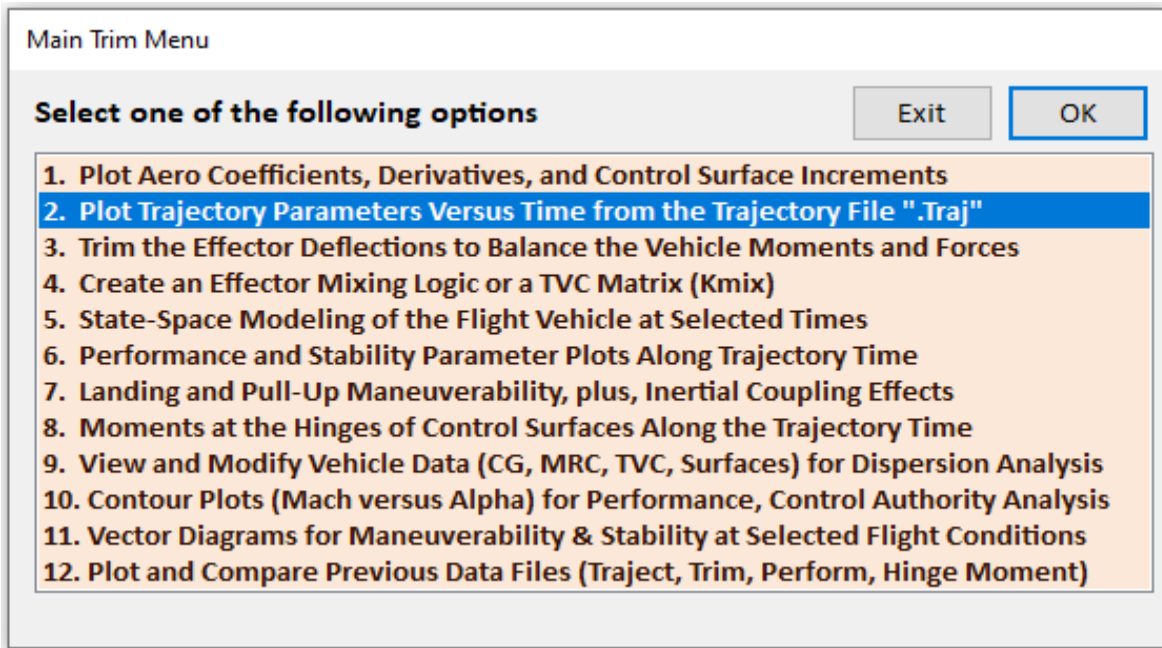 Main Trim Menu
Select one of the following options
Exit
OK
1. Plot Aero Coefficients, Derivatives, and Control Surface Increments
2. Plot Trajectory Parameters Versus Time from the Trajectory File ".Traj"
3. Trim the Effector Deflections to Balance the Vehicle Moments and Forces
4. Create an Effector Mixing Logic or a TVC Matrix (Kmix)
5. State-Space Modeling of the Flight Vehicle at Selected Times
6. Performance and Stability Parameter Plots Along Trajectory Time
7. Landing and Pull-Up Maneuverability, plus, Inertial Coupling Effects
8. Moments at the Hinges of Control Surfaces Along the Trajectory Time
9. View and Modify Vehicle Data (CG, MRC, TVC, Surfaces) for Dispersion Analysis
10. Contour Plots (Mach versus Alpha) for Performance, Control Authority Analysis
11. Vector Diagrams for Maneuverability & Stability at Selected Flight Conditions
12. Plot and Compare Previous Data Files (Traject, Trim, Perform, Hinge Moment)